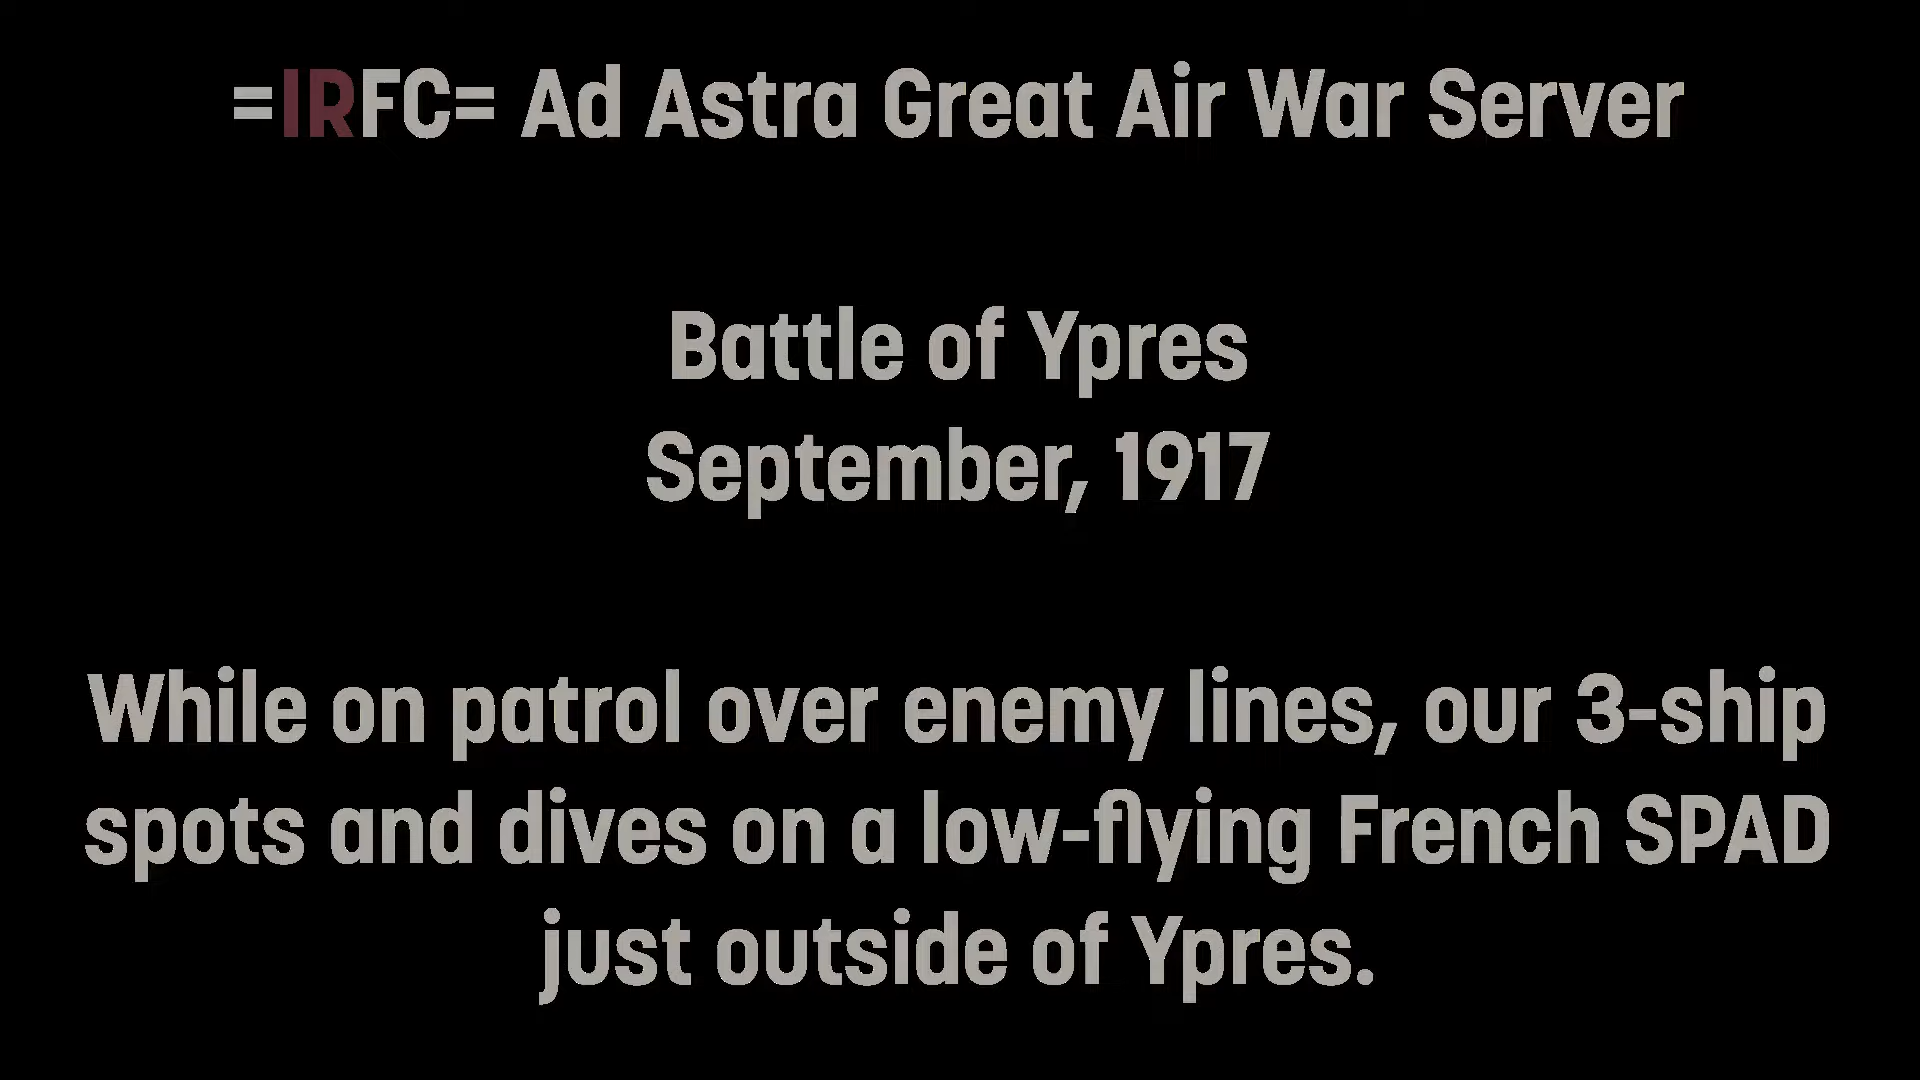 =IRFC= Ad Astra Great Air War Server
Battle of Ypres
September, 1917
While on patrol over enemy lines, our 3-ship
spots and dives on a low-flying French SPAD
just outside of Ypres.